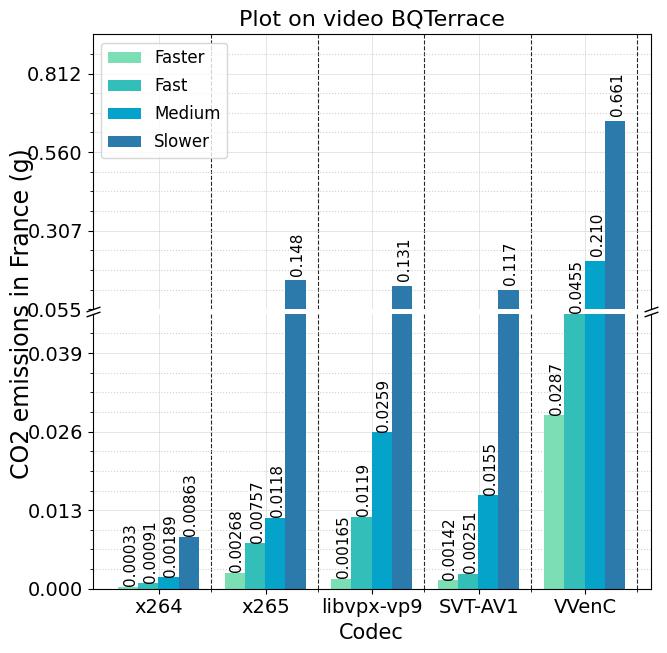 Plot on video BQTerrace
Faster
Fast
Medium
Slower
CO2 emissions in France (g)
0.812
0.560
0.307
0.055
0.039
0.026
0.013
0.000
0.00033
0.00091
0.00189
0.00863
0.00268
0.00757
0.0118
0.148
0.00165
0.0119
0.0259
0.131
0.00142
0.00251
0.0155
0.117
0.0287
0.0455
0.210
0.661
x264
x265
libvpx-vp9
SVT-AV1
VVenC
Codec